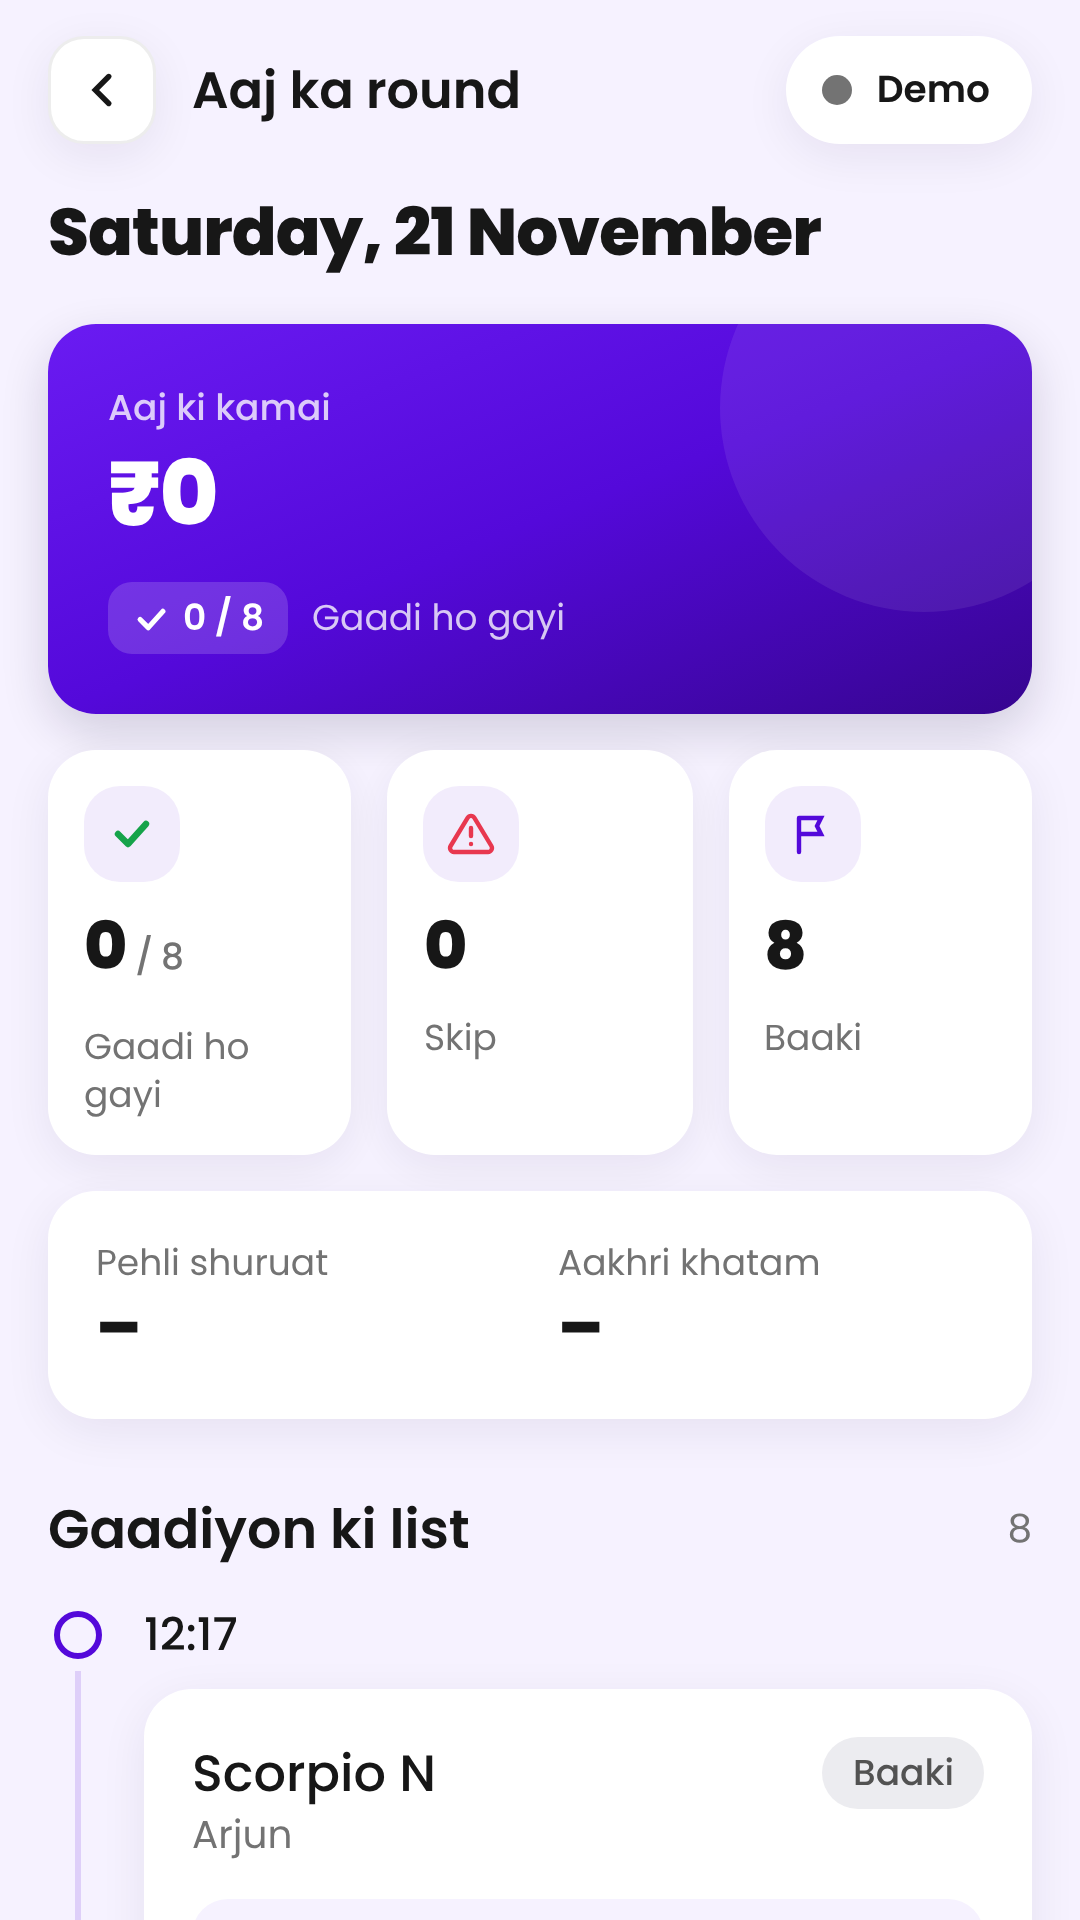 Aaj ka round
Demo
Saturday, 21 November
Aaj ki kamai
₹0
0 / 8 Gaadi ho gayi
0 / 8
Gaadi ho
gayi
0
Skip
8
Baaki
Pehli shuruat
–
Aakhri khatam
–
Gaadiyon ki list
8
12:17
Scorpio N
Baaki
Arjun